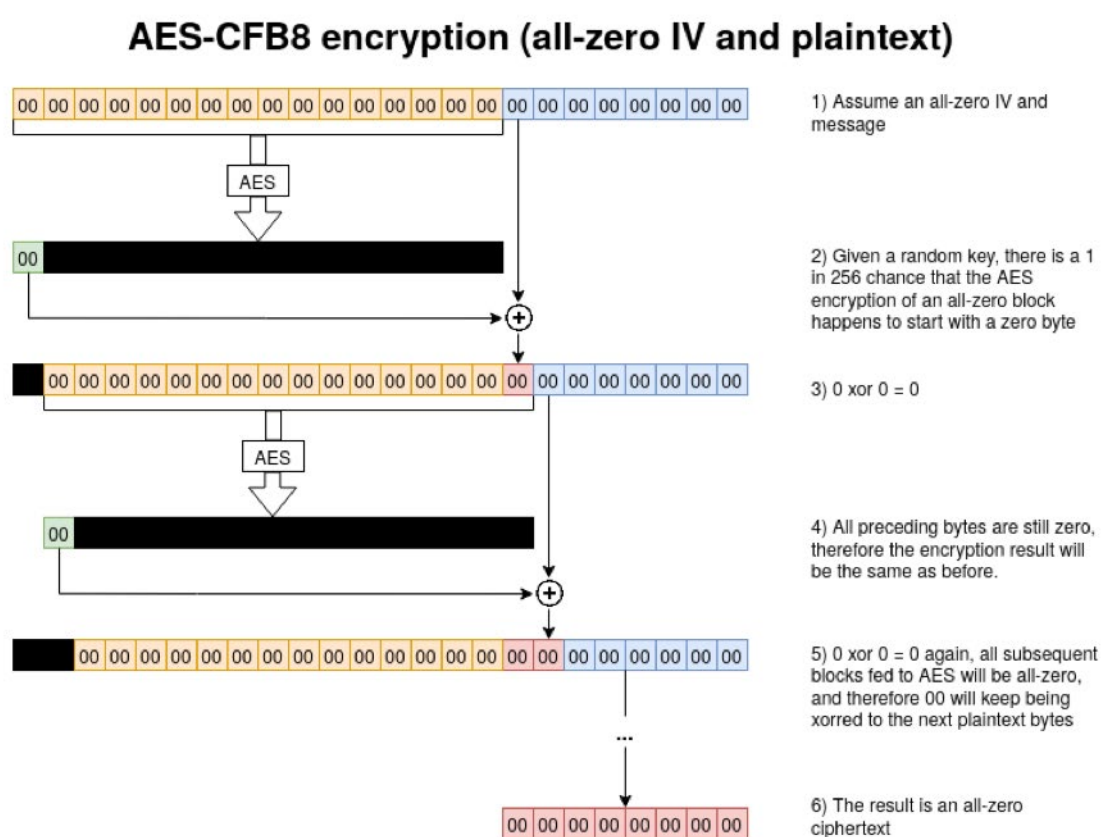 AES-CFB8 encryption (all-zero IV and plaintext)
00 00 00 00 00 00 00 00 00 00 00 00 00 00 00 00 00 00 00 00 00 00 00 00
1) Assume an all-zero IV and
message
AES
00
2) Given a random key, there is a 1
in 256 chance that the AES
encryption of an all-zero block
happens to start with a zero byte
00 00 00 00 00 00 00 00 00 00 00 00 00 00 00 00 00 00 00 00 00 00 00
3) 0 xor 0 = 0
AES
00
4) All preceding bytes are still zero,
therefore the encryption result will
be the same as before.
00 00 00 00 00 00 00 00 00 00 00 00 00 00 00 00 00 00 00 00 00 00
5) 0 xor 0 = 0 again, all subsequent
blocks fed to AES will be all-zero,
and therefore 00 will keep being
xorred to the next plaintext bytes
...
00 00 00 00 00 00 00 00
6) The result is an all-zero
ciphertext